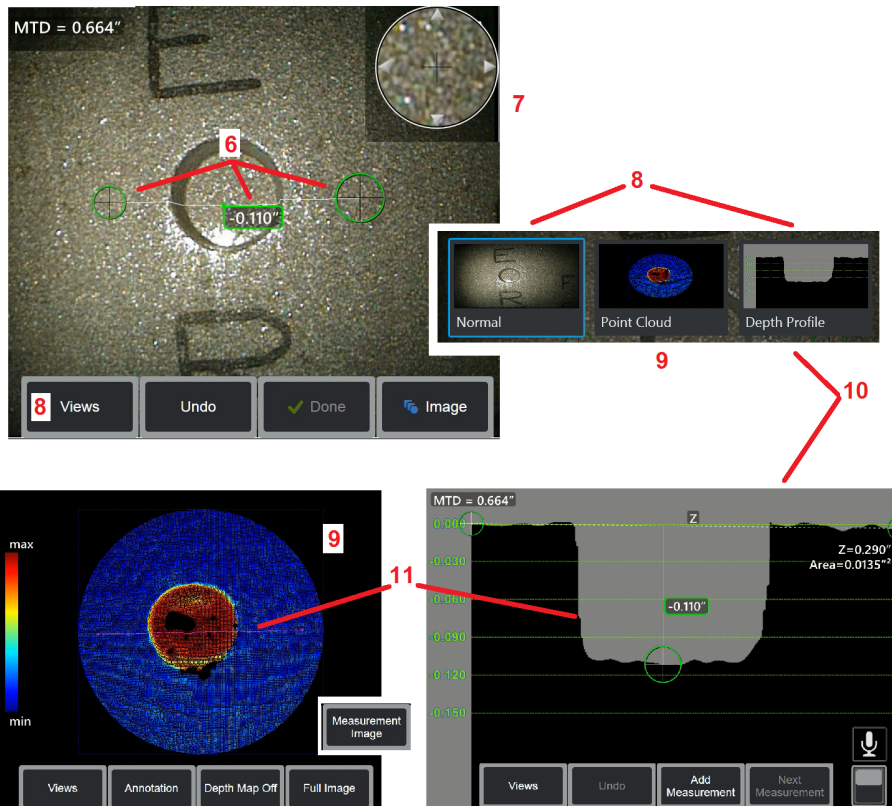 MTD = 0.664"
E
6
7
-0.110"
8
E
C
R
F
Normal
Point Cloud
Depth Profile
9
P
8
Views
Undo
Done
Image
10
MTD = 0.664"
0.000
Z
9
max
Z=0.290"
Area=0.0135"²
-0.030
11
-0.060
-0.110"
-0.090
-0.120
min
-0.150
Measurement
Image
Views
Annotation
Depth Map Off
Full Image
Views
Undo
Add
Measurement
Next
Measurement